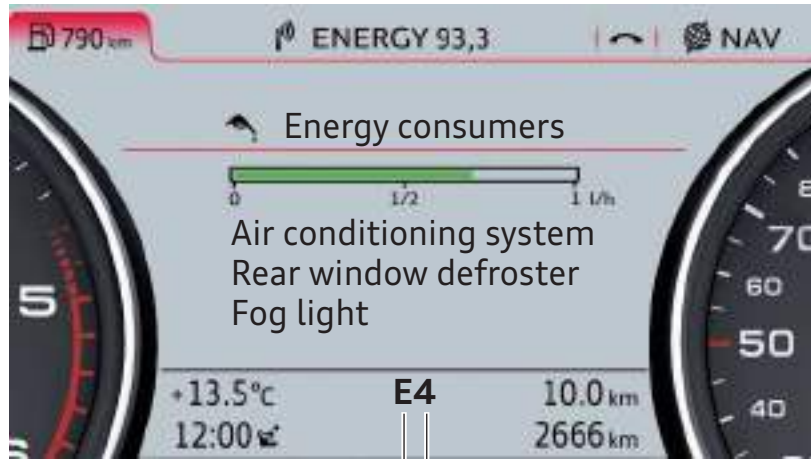 790 km
ENERGY 93,3
NAV
Energy consumers
0 1/2 1 l/h
Air conditioning system
Rear window defroster
Fog light
5
70
60
50
40
+13.5°C E4 10.0 km
12:00 2666 km